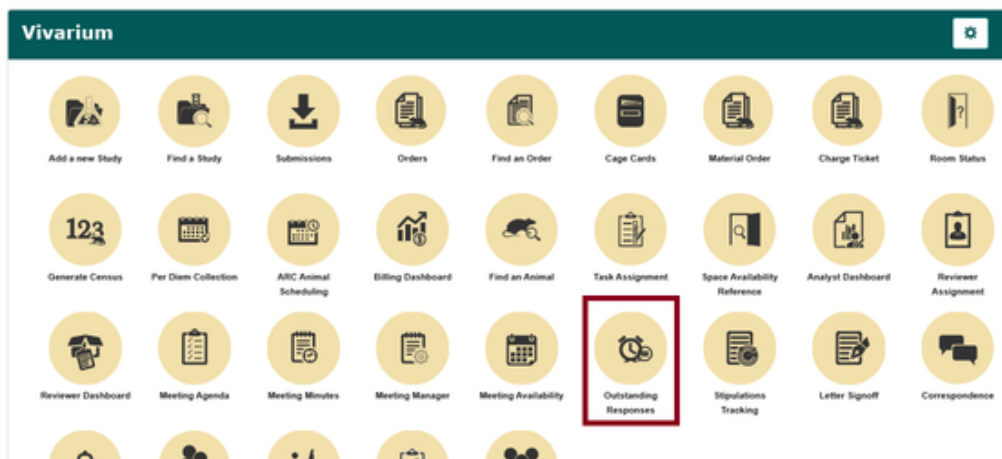 Vivarium
Add a new Study
Find a Study
Submissions
Orders
Find an Order
Cage Cards
Material Order
Charge Ticket
?
Room Status
123
Generate Census
Per Diem Collection
ARC Animal
Scheduling
$
Billing Dashboard
Find an Animal
Task Assignment
Space Availability
Reference
Analyst Dashboard
Reviewer
Assignment
Reviewer Dashboard
Meeting Agenda
Meeting Minutes
Meeting Manager
Meeting Availability
Outstanding
Responses
Stipulations
Tracking
Letter Signoff
Correspondence